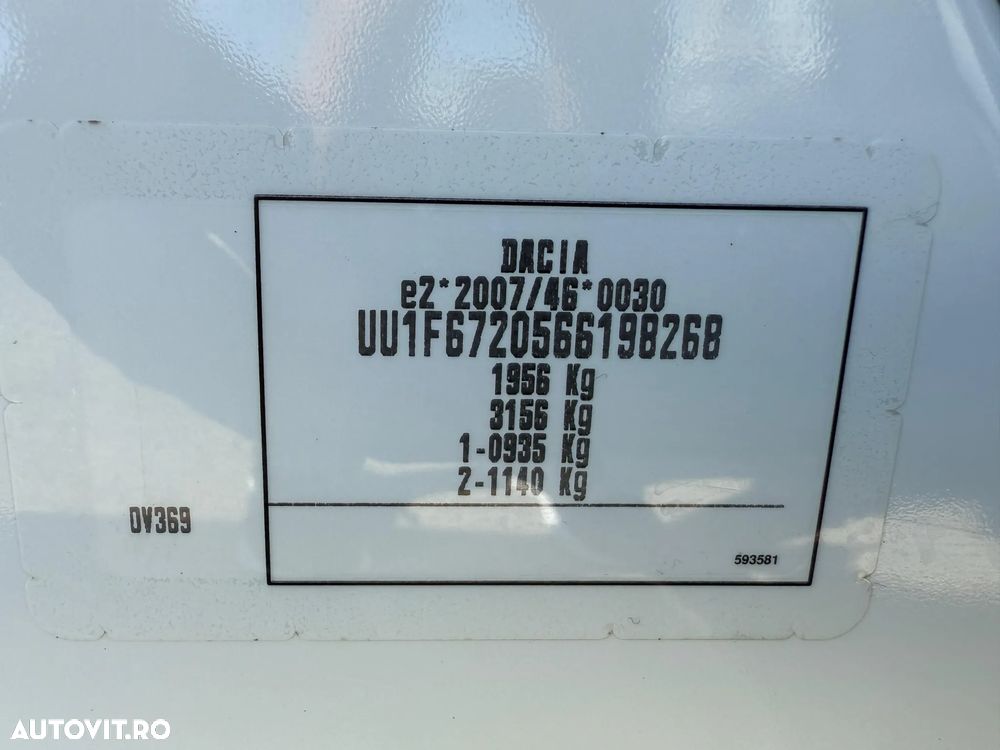 DACIA
e2*2007/46*0030
UU1F6720566198268
1956 Kg
3156 Kg
1-0935 Kg
2-1140 Kg
0V369
593581
AUTOVIT.RO